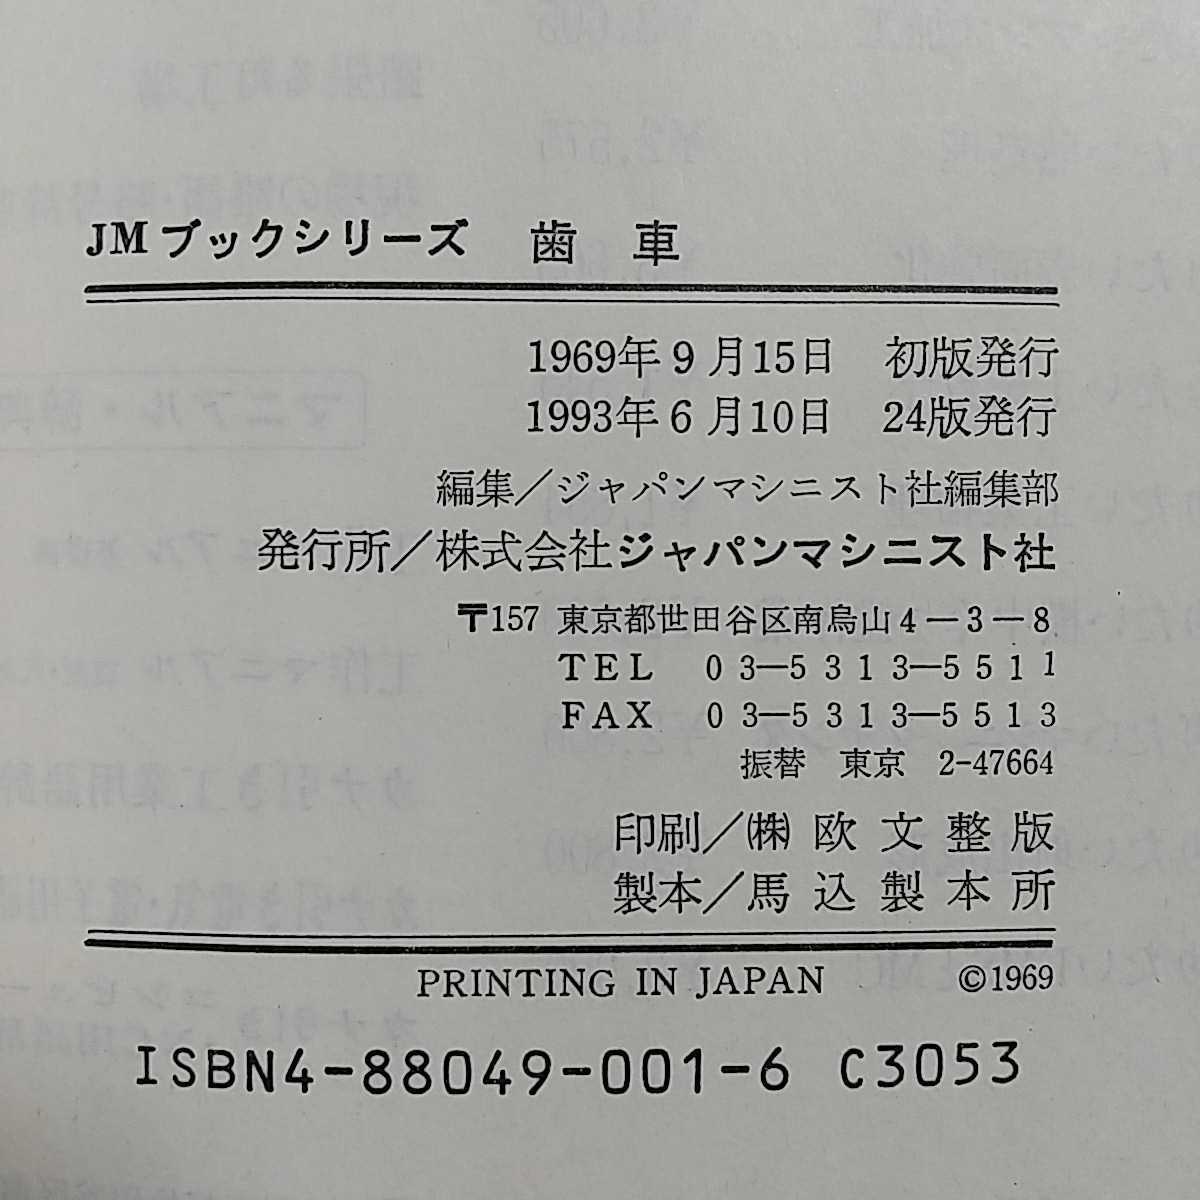 JMブックシリーズ 歯車
1969年9月15日 初版発行
1993年6月10日 24版発行
編集／ジャパンマシニスト社編集部
発行所／株式会社ジャパンマシニスト社
〒157 東京都世田谷区南烏山4－3－8
TEL 03－5313－5511
FAX 03－5313－5513
振替 東京 2-47664
印刷／㈱欧文整版
製本／馬込製本所
PRINTING IN JAPAN ©1969
ISBN4-88049-001-6 C3053